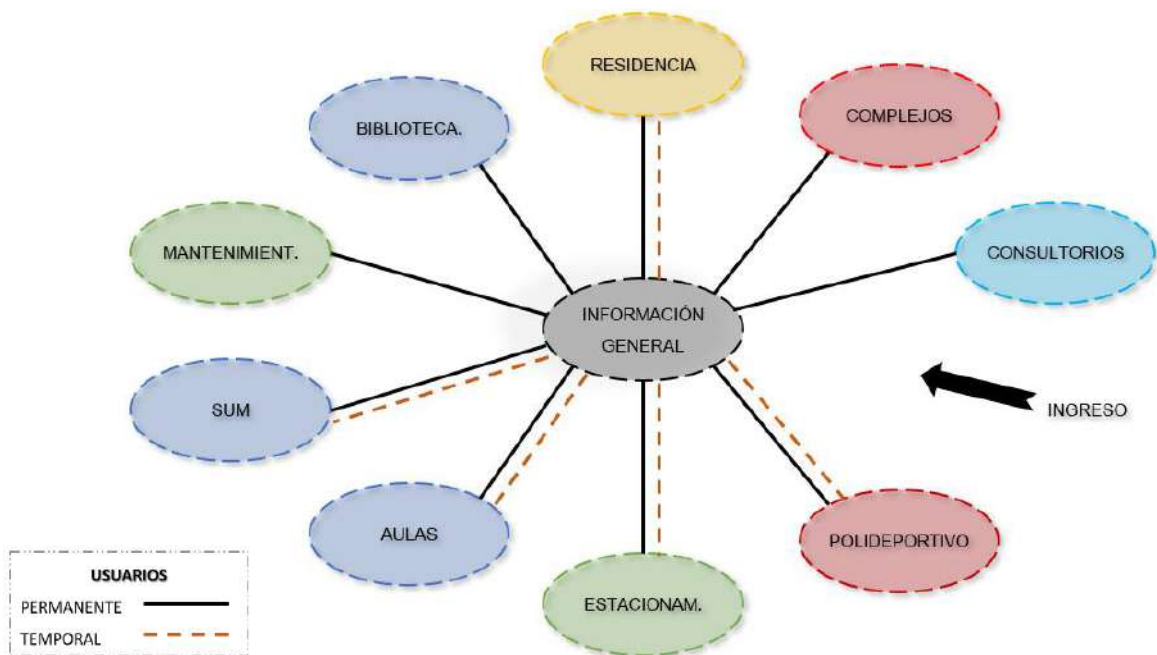 RESIDENCIA
COMPLEJOS
BIBLIOTECA.
MANTENIMIENT.
CONSULTORIOS
INFORMACIÓN
GENERAL
SUM
INGRESO
AULAS
POLIDEPORTIVO
ESTACIONAM.
USUARIOS
PERMANENTE
TEMPORAL